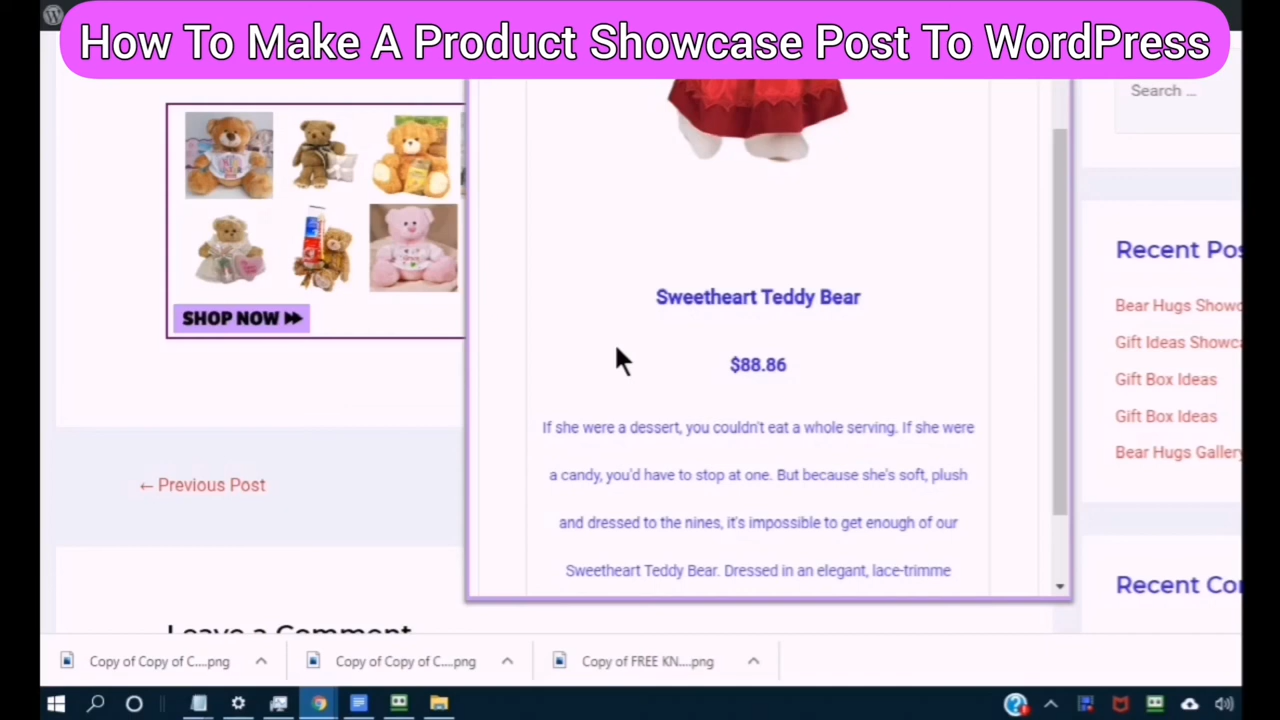 How To Make A Product Showcase Post To WordPress
Search ...
SHOP NOW
Sweetheart Teddy Bear
$88.86
If she were a dessert, you couldn't eat a whole serving. If she were
a candy, you'd have to stop at one. But because she's soft, plush
and dressed to the nines, it's impossible to get enough of our
Sweetheart Teddy Bear. Dressed in an elegant, lace-trimme
← Previous Post
Leave a Comment
Recent Pos
Bear Hugs Showc
Gift Ideas Showc
Gift Box Ideas
Gift Box Ideas
Bear Hugs Gallery
Recent Co
Copy of Copy of C....png
Copy of Copy of C....png
Copy of FREE KN....png